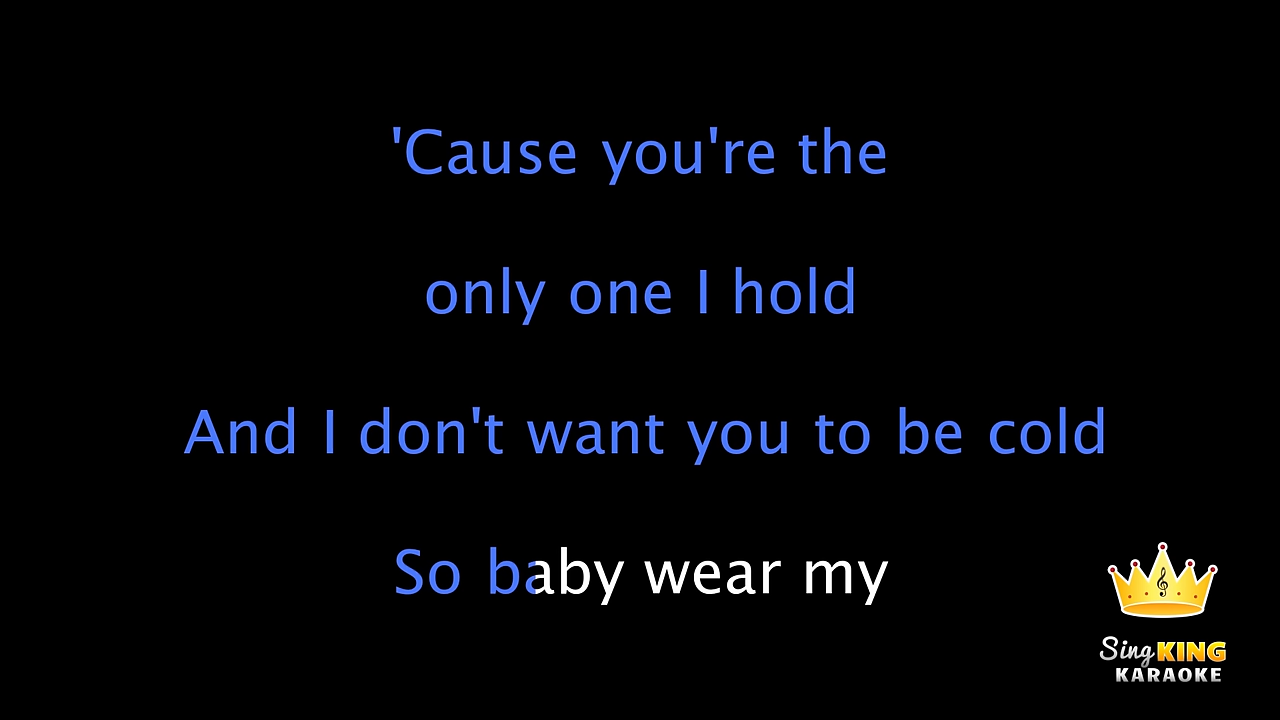 'Cause you're the
only one I hold
And I don't want you to be cold
So baby wear my
Sing KING
KARAOKE